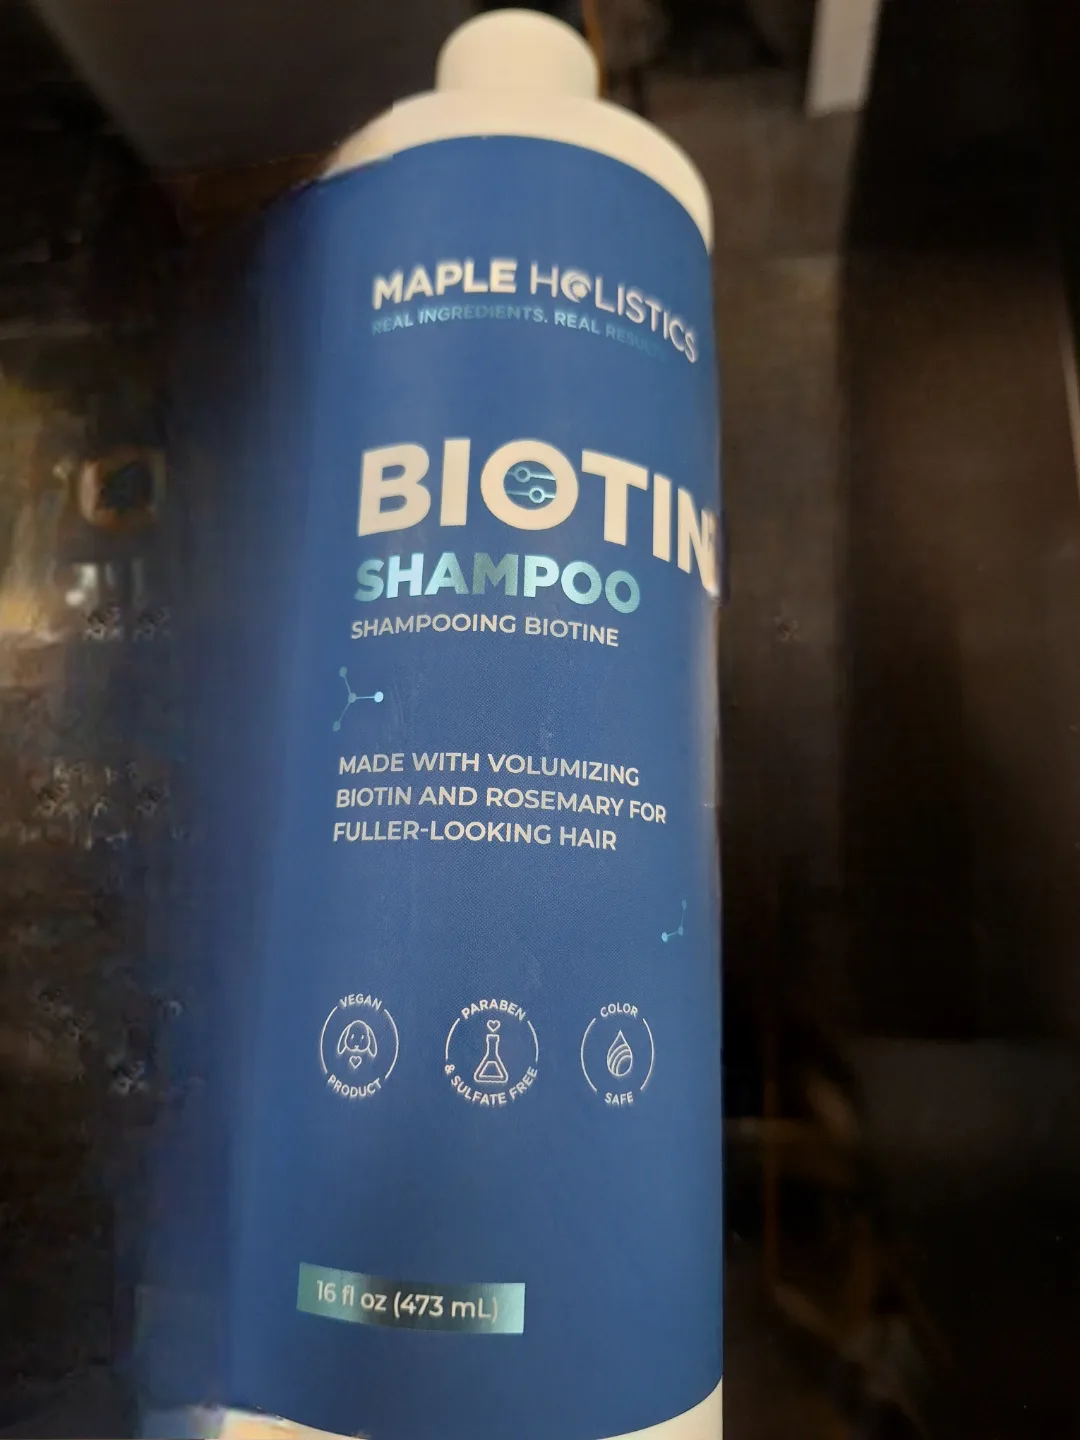 MAPLE HOLISTICS
REAL INGREDIENTS. REAL RESULTS
BIOTIN
SHAMPOO
SHAMPOOING BIOTINE
MADE WITH VOLUMIZING
BIOTIN AND ROSEMARY FOR
FULLER-LOOKING HAIR
VEGAN
PRODUCT
PARABEN
& SULFATE FREE
COLOR
SAFE
16 fl oz (473 mL)